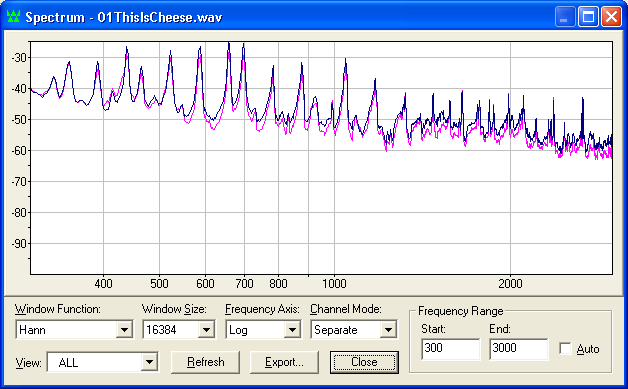 Spectrum - 01ThisIsCheese.wav
-30
-40
-50
-60
-70
-80
-90
400 500 600 700 800 1000 2000
Window Function: Window Size: Frequency Axis: Channel Mode: Frequency Range
Hann 16384 Log Separate Start: End:
300 3000 Auto
View: ALL Refresh Export... Close